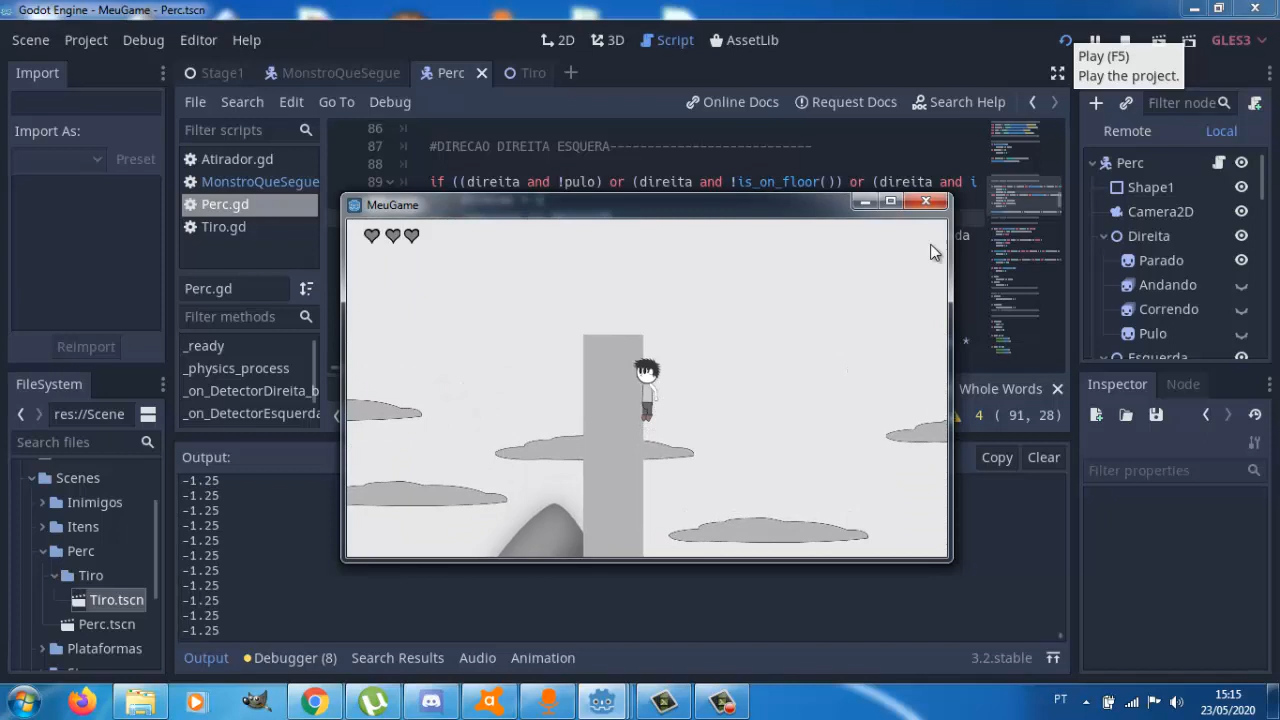 Godot Engine - MeuGame - Perc.tscn
Scene Project Debug Editor Help
2D 3D Script AssetLib
GLES3
Play (F5)
Play the project.
Import
Stage1 MonstroQueSegue Perc Tiro
File Search Edit Go To Debug
Online Docs Request Docs Search Help
Filter node
Import As:
Preset
Reimport
Filter scripts
Atirador.gd
MonstroQueSegue
Perc.gd
Tiro.gd
Perc.gd
Filter methods
_ready
_physics_process
_on_DetectorDireita_b
_on_DetectorEsquerda
86
87 #DIRECAO DIREITA ESQUERA-------------------------
88
89 if (direita and !pulo) or (direita and !is_on_floor()) or (direita and i
da
*
MeuGame
Whole Words
4 ( 91, 28)
Remote Local
Perc
Shape1
Camera2D
Direita
Parado
Andando
Correndo
Pulo
Esquerda
Inspector Node
Filter properties
FileSystem
res://Scene
Search files
Scenes
Inimigos
Itens
Perc
Tiro
Tiro.tscn
Perc.tscn
Plataformas
Output:
Copy Clear
-1.25
-1.25
-1.25
-1.25
-1.25
-1.25
-1.25
-1.25
-1.25
-1.25
-1.25
Output Debugger (8) Search Results Audio Animation
3.2.stable
PT
15:15
23/05/2020